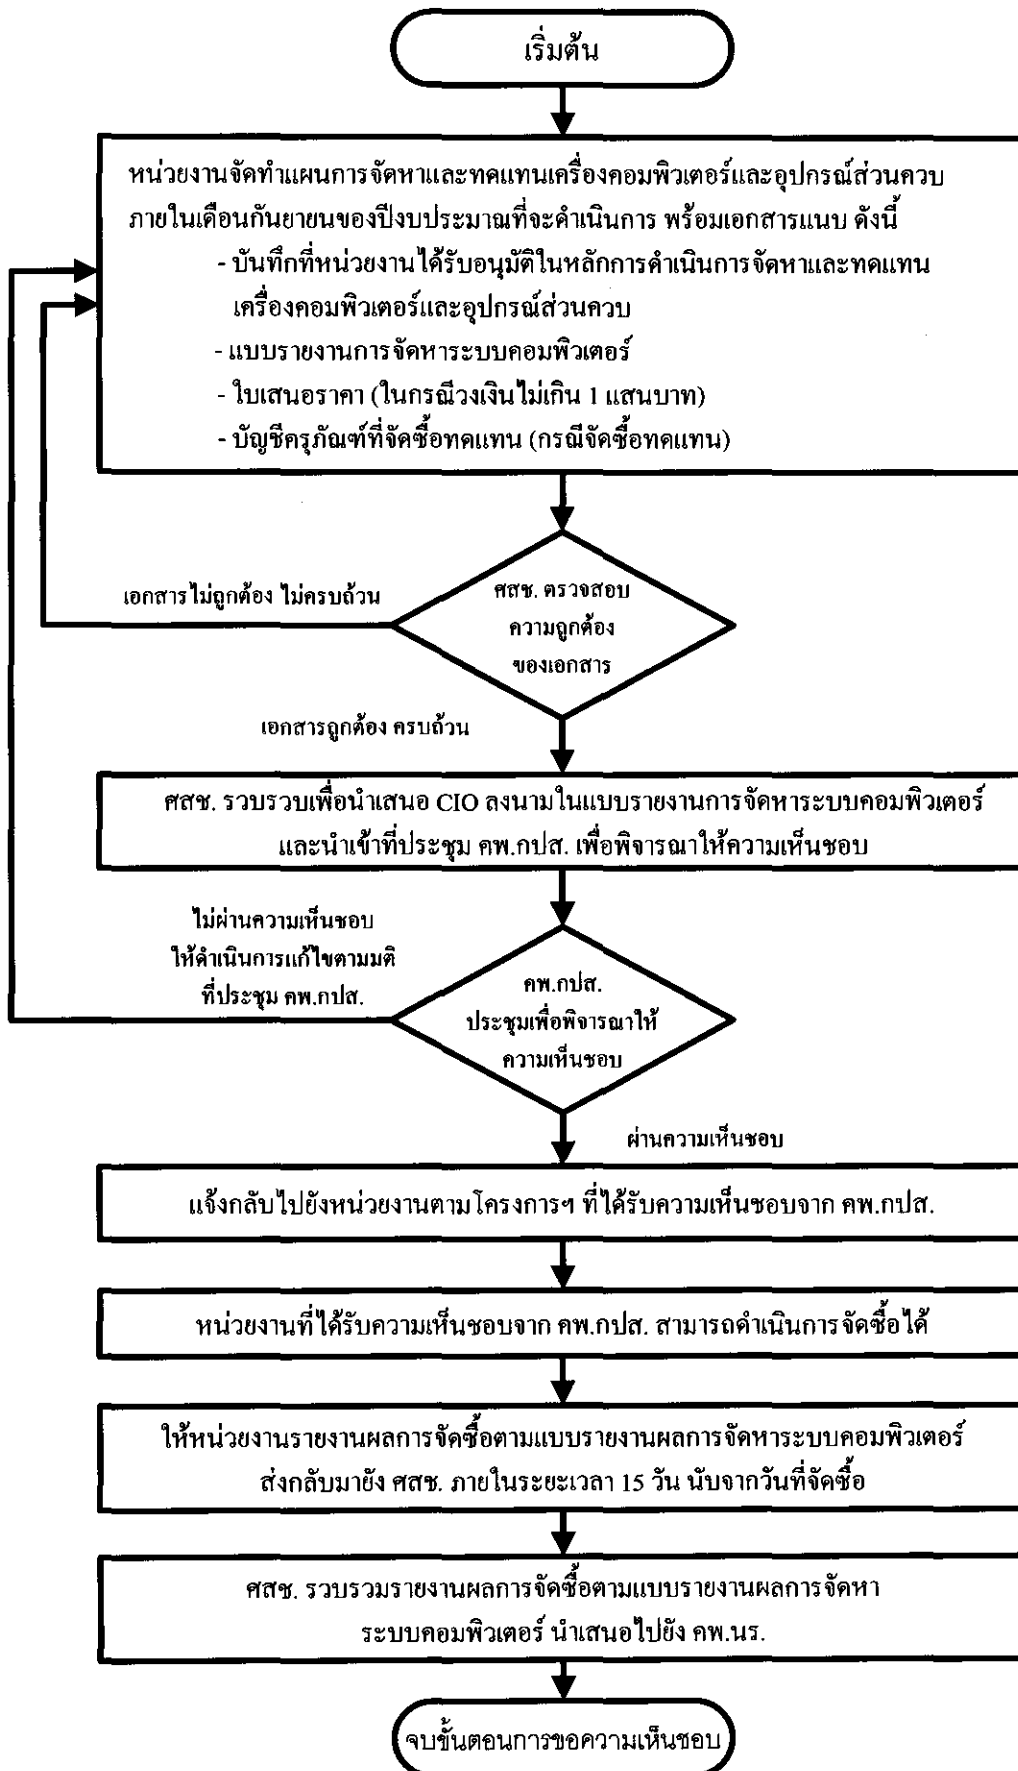 เริ่มต้น
หน่วยงานจัดทำแผนการจัดหาและทดแทนเครื่องคอมพิวเตอร์และอุปกรณ์ส่วนควบ
ภายในเดือนกันยายนของปีงบประมาณที่จะดำเนินการ พร้อมเอกสารแนบ ดังนี้
- บันทึกที่หน่วยงานได้รับอนุมัติในหลักการดำเนินการจัดหาและทดแทน
เครื่องคอมพิวเตอร์และอุปกรณ์ส่วนควบ
- แบบรายงานการจัดหาระบบคอมพิวเตอร์
- ใบเสนอราคา (ในกรณีวงเงินไม่เกิน 1 แสนบาท)
- บัญชีครุภัณฑ์ที่จัดซื้อทดแทน (กรณีจัดซื้อทดแทน)
เอกสารไม่ถูกต้อง ไม่ครบถ้วน
ศสช. ตรวจสอบ
ความถูกต้อง
ของเอกสาร
เอกสารถูกต้อง ครบถ้วน
ศสช. รวบรวบเพื่อนำเสนอ CIO ลงนามในแบบรายงานการจัดหาระบบคอมพิวเตอร์
และนำเข้าที่ประชุม คพ.กปส. เพื่อพิจารณาให้ความเห็นชอบ
ไม่ผ่านความเห็นชอบ
ให้ดำเนินการแก้ไขตามมติ
ที่ประชุม คพ.กปส.
คพ.กปส.
ประชุมเพื่อพิจารณาให้
ความเห็นชอบ
ผ่านความเห็นชอบ
แจ้งกลับไปยังหน่วยงานตามโครงการฯ ที่ได้รับความเห็นชอบจาก คพ.กปส.
หน่วยงานที่ได้รับความเห็นชอบจาก คพ.กปส. สามารถดำเนินการจัดซื้อได้
ให้หน่วยงานรายงานผลการจัดซื้อตามแบบรายงานผลการจัดหาระบบคอมพิวเตอร์
ส่งกลับมายัง ศสช. ภายในระยะเวลา 15 วัน นับจากวันที่จัดซื้อ
ศสช. รวบรวมรายงานผลการจัดซื้อตามแบบรายงานผลการจัดหา
ระบบคอมพิวเตอร์ นำเสนอไปยัง คพ.นร.
จบขั้นตอนการขอความเห็นชอบ